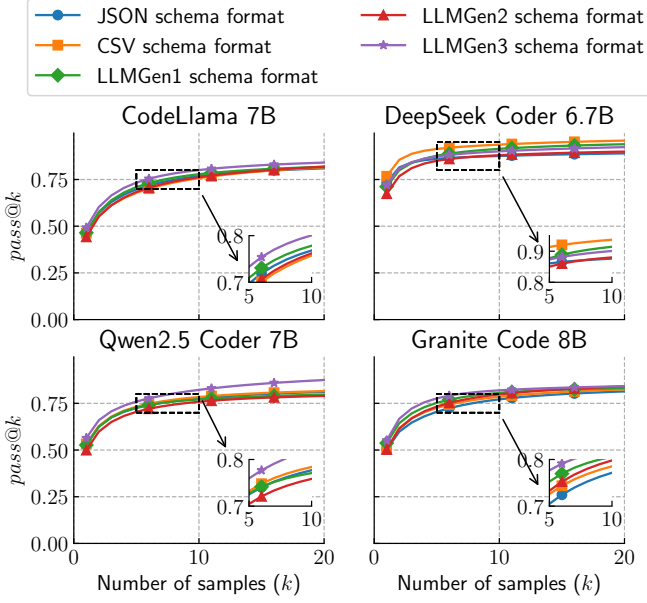 JSON schema format
CSV schema format
LLMGen1 schema format
LLMGen2 schema format
LLMGen3 schema format
CodeLlama 7B
DeepSeek Coder 6.7B
pass@k
0.75
0.50
0.25
0.00
0.8
0.7
5 10
0.9
0.8
5 10
Qwen2.5 Coder 7B
Granite Code 8B
pass@k
0.75
0.50
0.25
0.00
0.8
0.7
5 10
0.8
0.7
5 10
0 10 20
0 10 20
Number of samples (k)
Number of samples (k)